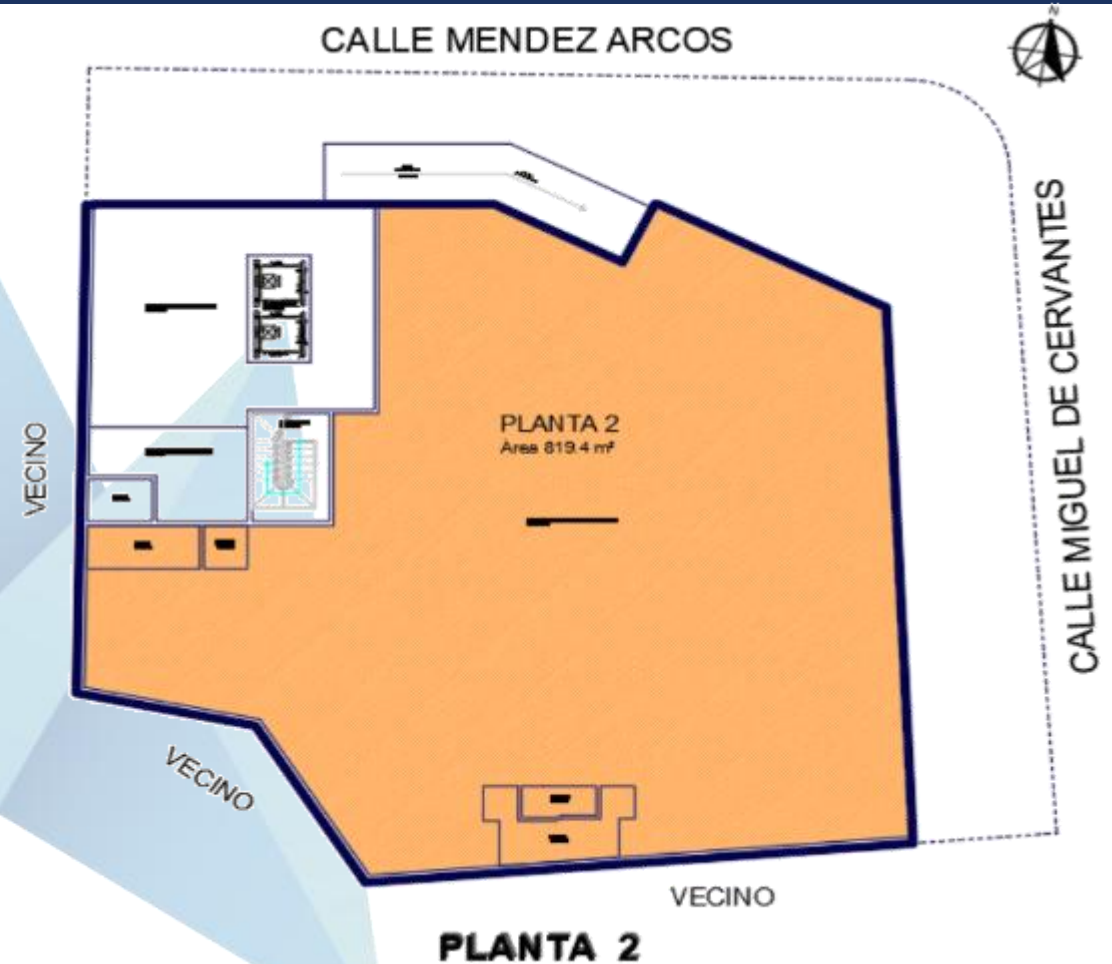 CALLE MENDEZ ARCOS
N
CALLE MIGUEL DE CERVANTES
PLANTA 2
Area 819.4 m²
VECINO
VECINO
VECINO
PLANTA 2